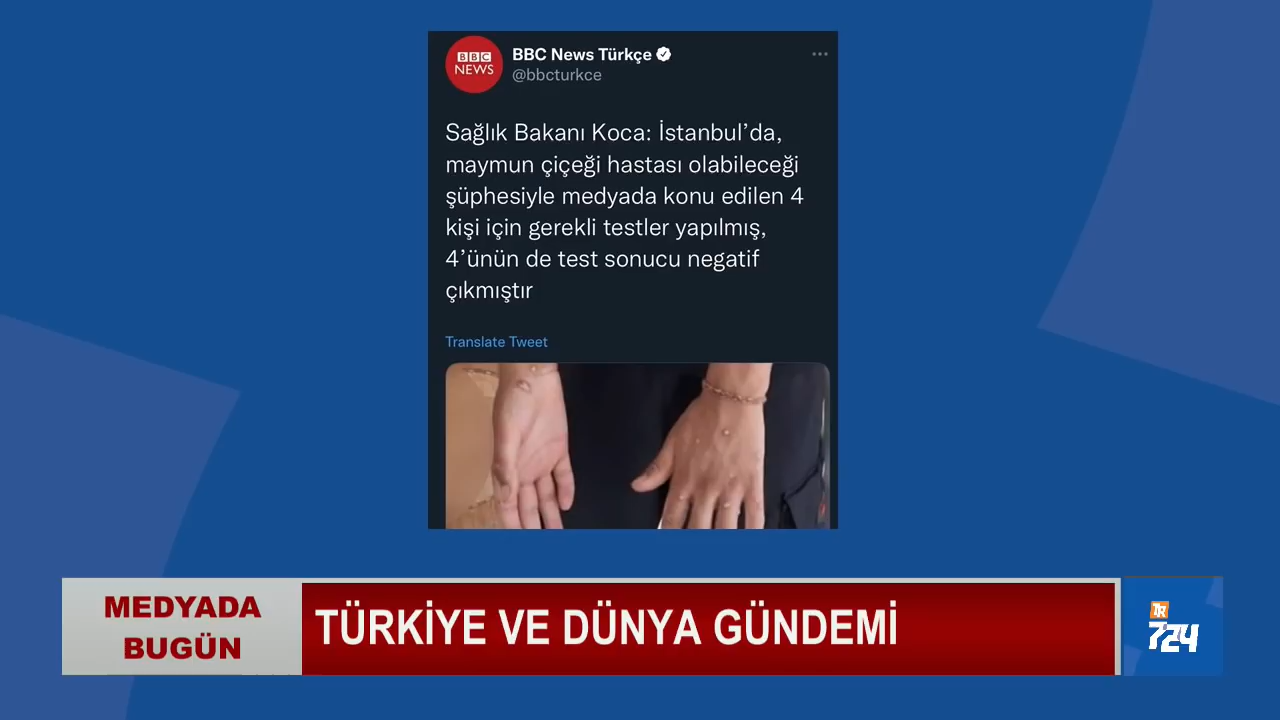 BBC
NEWS
BBC News Türkçe
@bbcturkce
Sağlık Bakanı Koca: İstanbul’da,
maymun çiçeği hastası olabileceği
şüphesiyle medyada konu edilen 4
kişi için gerekli testler yapılmış,
4’ünün de test sonucu negatif
çıkmıştır
Translate Tweet
MEDYADA
BUGÜN
TÜRKİYE VE DÜNYA GÜNDEMİ
TR
724